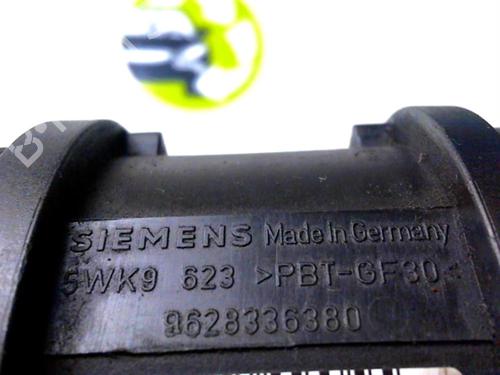 SIEMENS Made In Germany
5WK9 623 >PBT-GF30<
9628336380